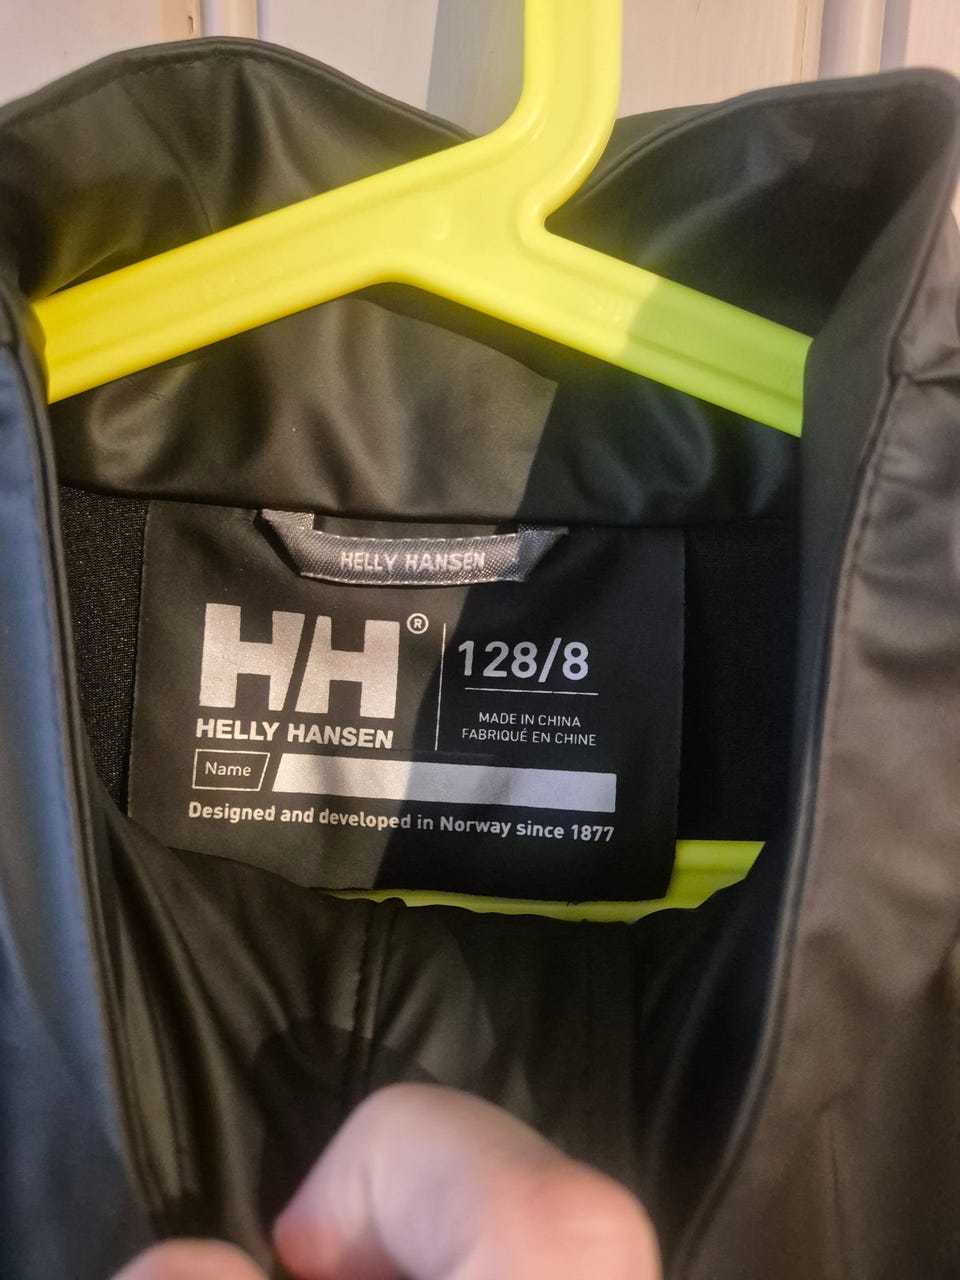 HELLY HANSEN
HH®
HELLY HANSEN
128/8
MADE IN CHINA
FABRIQUÉ EN CHINE
Name
Designed and developed in Norway since 1877